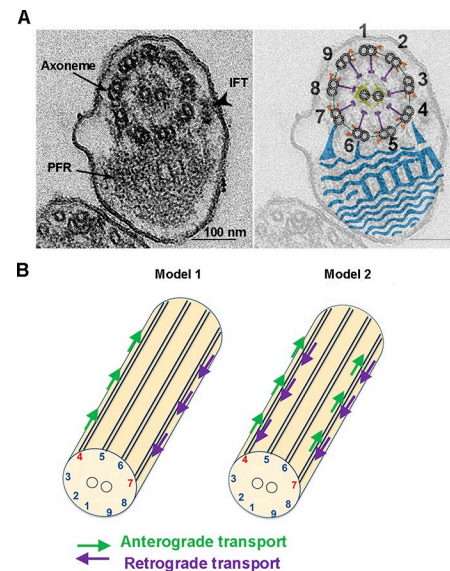 A
Axoneme
IFT
PFR
100 nm
1
2
3
4
5
6
7
8
9
B
Model 1
Model 2
4 5 6 7
3 2 1 9 8
4 5 6 7
3 2 1 9 8
Anterograde transport
Retrograde transport